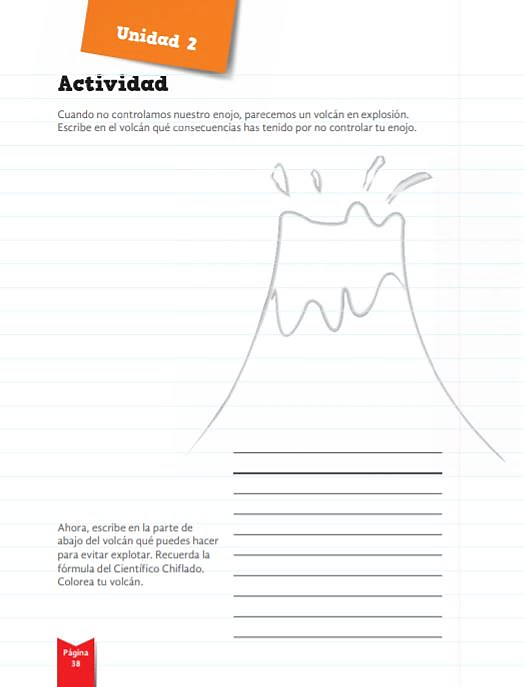 Unidad 2
Actividad
Cuando no controlamos nuestro enojo, parecemos un volcán en explosión.
Escribe en el volcán qué consecuencias has tenido por no controlar tu enojo.
Ahora, escribe en la parte de
abajo del volcán qué puedes hacer
para evitar explotar. Recuerda la
fórmula del Científico Chiflado.
Colorea tu volcán.
Página
38